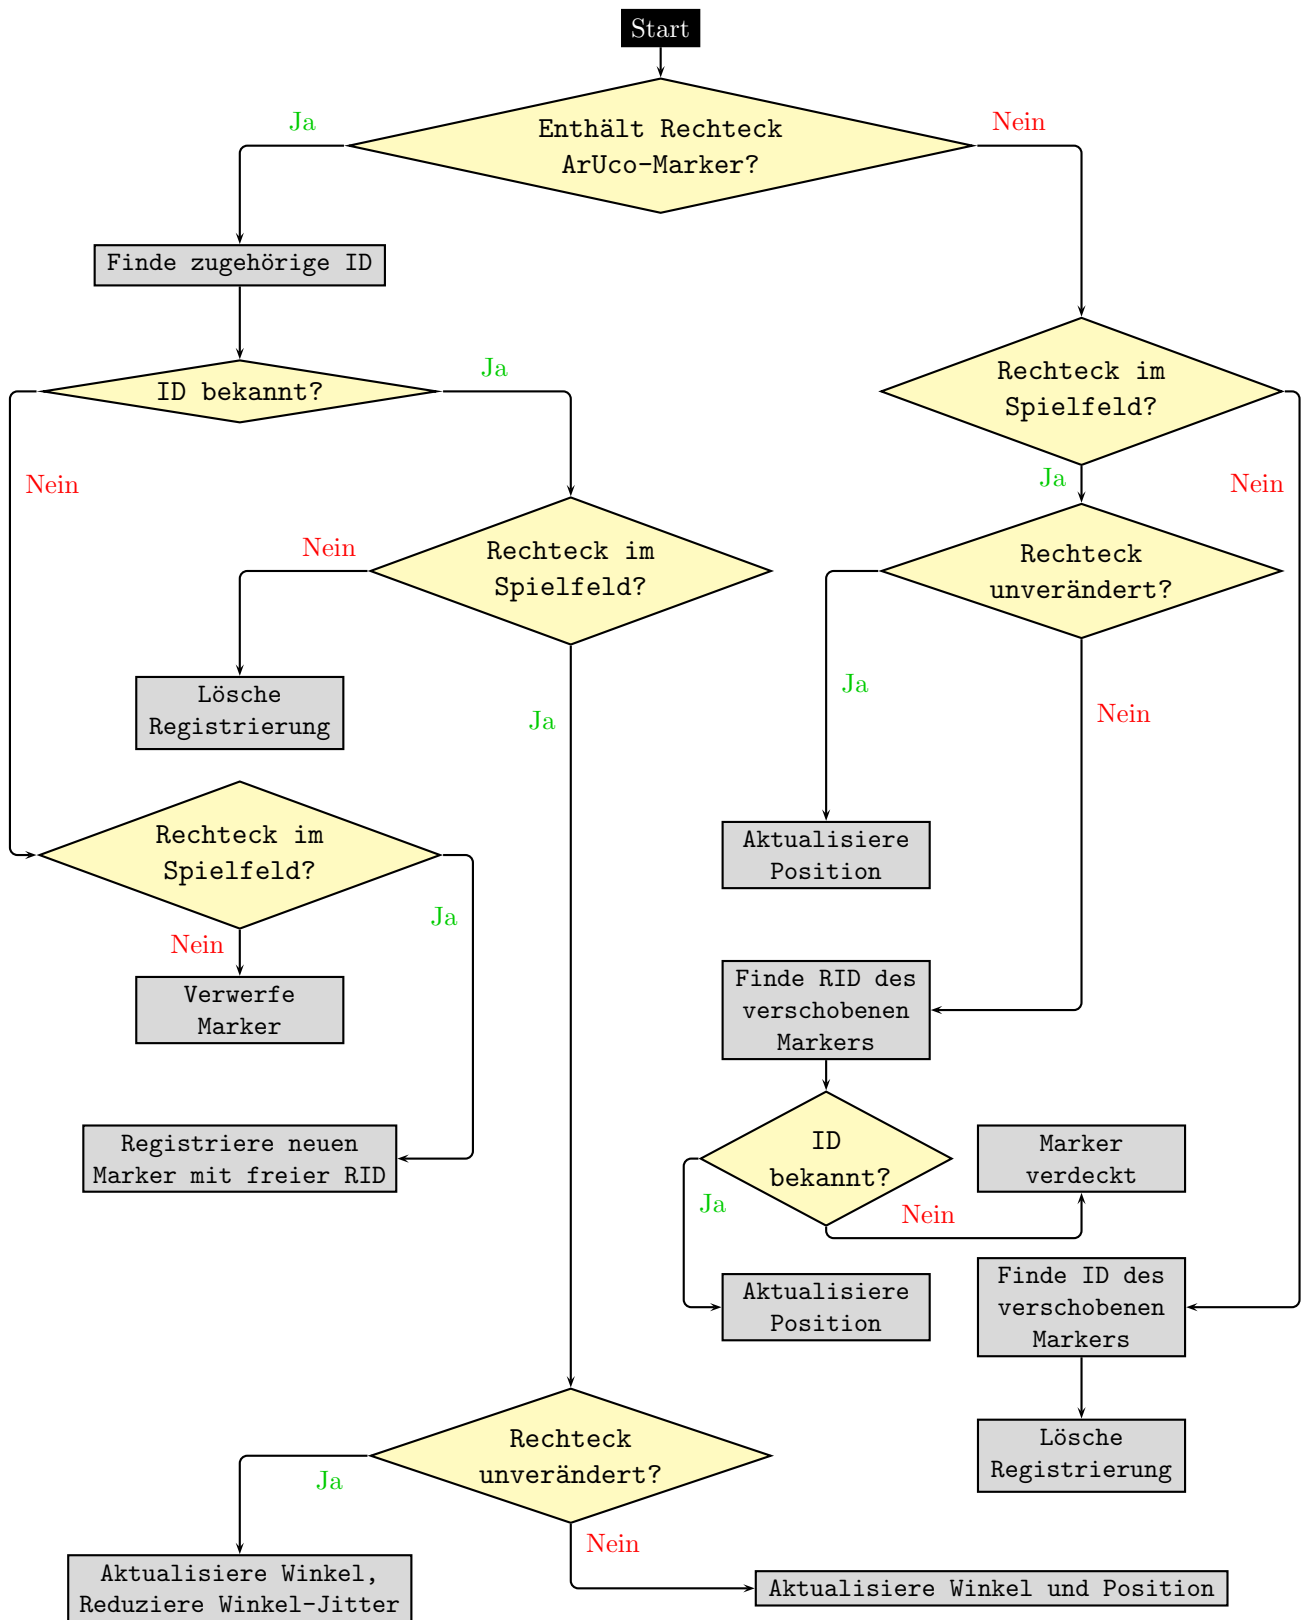 Start
Enthält Rechteck
ArUco-Marker?
Ja
Nein
Finde zugehörige ID
ID bekannt?
Ja
Nein
Rechteck im
Spielfeld?
Ja
Nein
Rechteck im
Spielfeld?
Nein
Ja
Rechteck
unverändert?
Ja
Nein
Lösche
Registrierung
Rechteck im
Spielfeld?
Nein
Ja
Verwerfe
Marker
Registriere neuen
Marker mit freier RID
Aktualisiere
Position
Finde RID des
verschobenen
Markers
ID
bekannt?
Ja
Nein
Marker
verdeckt
Aktualisiere
Position
Finde ID des
verschobenen
Markers
Lösche
Registrierung
Rechteck
unverändert?
Ja
Nein
Aktualisiere Winkel,
Reduziere Winkel-Jitter
Aktualisiere Winkel und Position